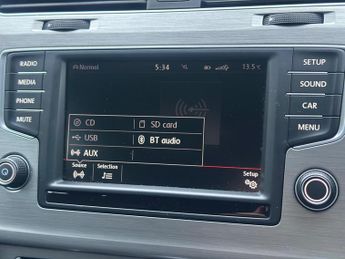 RADIO
MEDIA
PHONE
MUTE
Normal 5:34 13.5°C
CD SD card
USB BT audio
AUX
Source Selection Setup
SETUP
SOUND
CAR
MENU